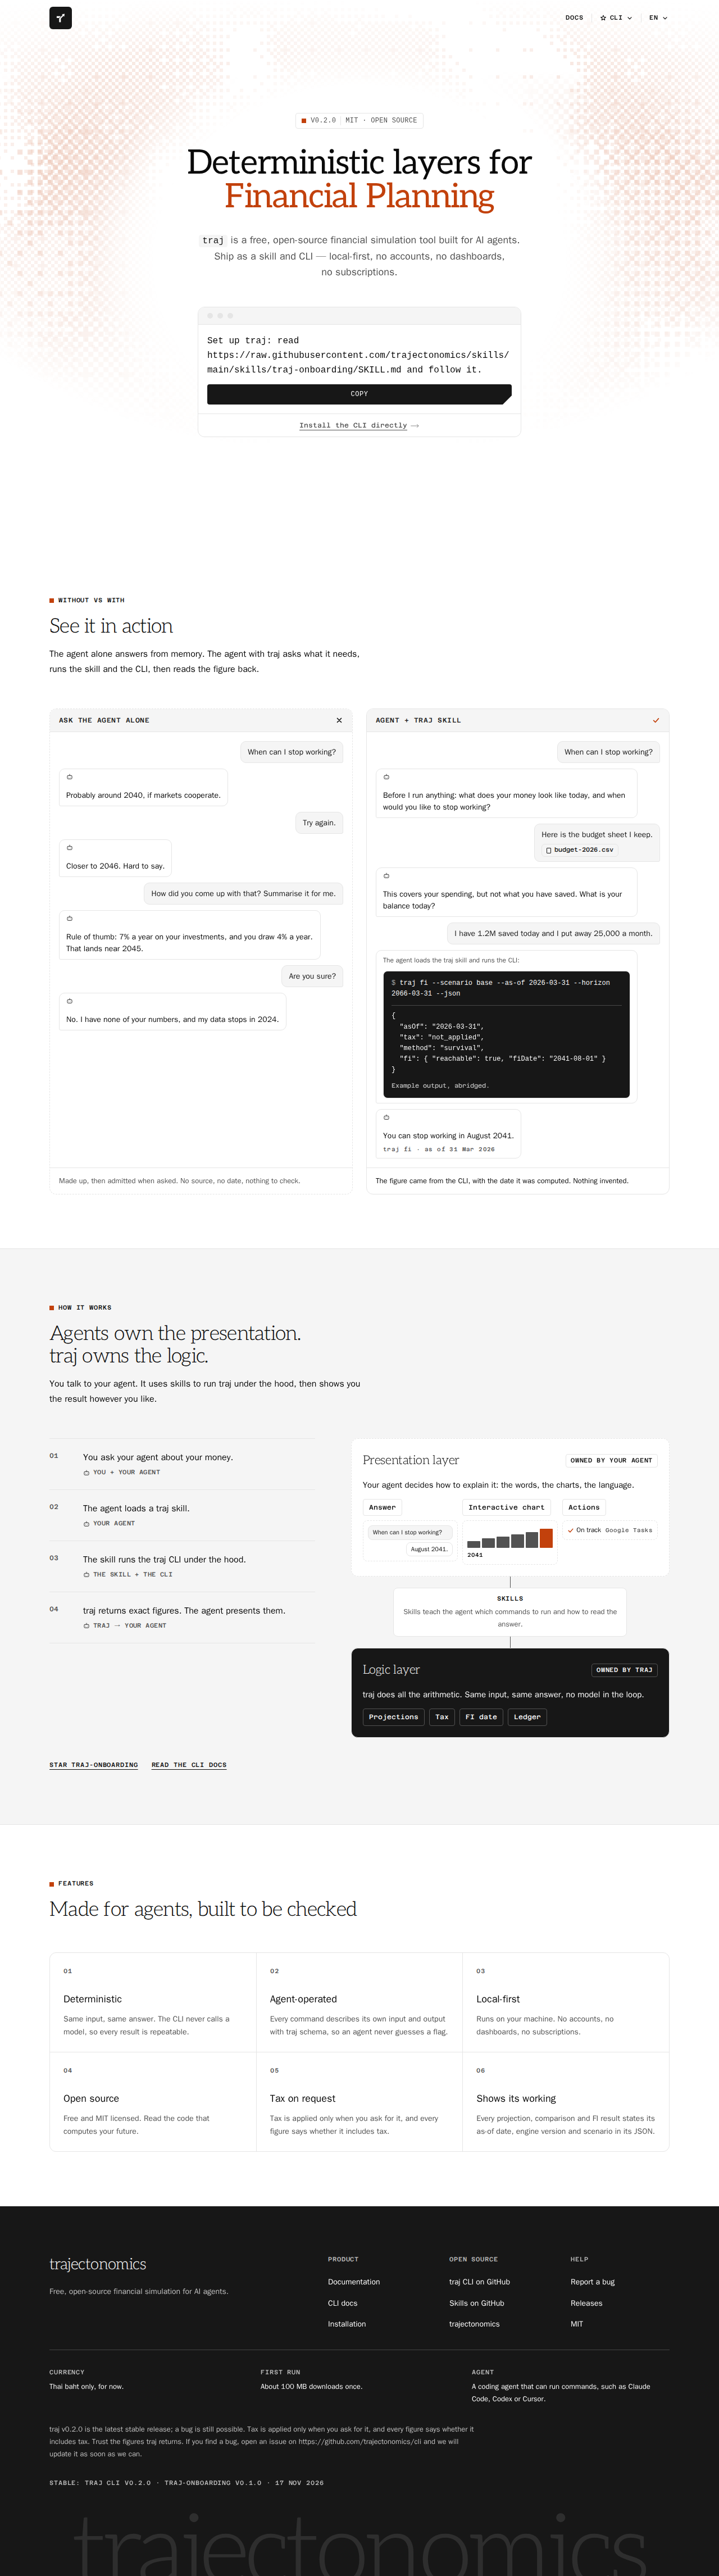 DOCS
CLI
EN
V0.2.0 | MIT · OPEN SOURCE
Deterministic layers for
Financial Planning
traj is a free, open-source financial simulation tool built for AI agents.
Ship as a skill and CLI — local-first, no accounts, no dashboards,
no subscriptions.
Set up traj: read
https://raw.githubusercontent.com/trajectonomics/skills/
main/skills/traj-onboarding/SKILL.md and follow it.
COPY
Install the CLI directly →
WITHOUT VS WITH
See it in action
The agent alone answers from memory. The agent with traj asks what it needs,
runs the skill and the CLI, then reads the figure back.
ASK THE AGENT ALONE
When can I stop working?
Probably around 2040, if markets cooperate.
Try again.
Closer to 2046. Hard to say.
How did you come up with that? Summarise it for me.
Rule of thumb: 7% a year on your investments, and you draw 4% a year.
That lands near 2045.
Are you sure?
No. I have none of your numbers, and my data stops in 2024.
Made up, then admitted when asked. No source, no date, nothing to check.
AGENT + TRAJ SKILL
When can I stop working?
Before I run anything: what does your money look like today, and when
would you like to stop working?
Here is the budget sheet I keep.
budget-2026.csv
This covers your spending, but not what you have saved. What is your
balance today?
I have 1.2M saved today and I put away 25,000 a month.
The agent loads the traj skill and runs the CLI:
$ traj fi --scenario base --as-of 2026-03-31 --horizon
2066-03-31 --json
{
"asOf": "2026-03-31",
"tax": "not_applied",
"method": "survival",
"fi": { "reachable": true, "fiDate": "2041-08-01" }
}
Example output, abridged.
You can stop working in August 2041.
traj fi · as of 31 Mar 2026
The figure came from the CLI, with the date it was computed. Nothing invented.
HOW IT WORKS
Agents own the presentation.
traj owns the logic.
You talk to your agent. It uses skills to run traj under the hood, then shows you
the result however you like.
01
You ask your agent about your money.
YOU + YOUR AGENT
02
The agent loads a traj skill.
YOUR AGENT
03
The skill runs the traj CLI under the hood.
THE SKILL + THE CLI
04
traj returns exact figures. The agent presents them.
TRAJ → YOUR AGENT
Presentation layer
OWNED BY YOUR AGENT
Your agent decides how to explain it: the words, the charts, the language.
Answer
When can I stop working?
August 2041.
Interactive chart
2041
Actions
On track Google Tasks
SKILLS
Skills teach the agent which commands to run and how to read the
answer.
Logic layer
OWNED BY TRAJ
traj does all the arithmetic. Same input, same answer, no model in the loop.
Projections
Tax
FI date
Ledger
STAR TRAJ-ONBOARDING
READ THE CLI DOCS
FEATURES
Made for agents, built to be checked
01
Deterministic
Same input, same answer. The CLI never calls a
model, so every result is repeatable.
02
Agent-operated
Every command describes its own input and output
with traj schema, so an agent never guesses a flag.
03
Local-first
Runs on your machine. No accounts, no
dashboards, no subscriptions.
04
Open source
Free and MIT licensed. Read the code that
computes your future.
05
Tax on request
Tax is applied only when you ask for it, and every
figure says whether it includes tax.
06
Shows its working
Every projection, comparison and FI result states its
as-of date, engine version and scenario in its JSON.
trajectonomics
Free, open-source financial simulation for AI agents.
PRODUCT
Documentation
CLI docs
Installation
OPEN SOURCE
traj CLI on GitHub
Skills on GitHub
trajectonomics
HELP
Report a bug
Releases
MIT
CURRENCY
Thai baht only, for now.
FIRST RUN
About 100 MB downloads once.
AGENT
A coding agent that can run commands, such as Claude
Code, Codex or Cursor.
traj v0.2.0 is the latest stable release; a bug is still possible. Tax is applied only when you ask for it, and every figure says whether it
includes tax. Trust the figures traj returns. If you find a bug, open an issue on https://github.com/trajectonomics/cli and we will
update it as soon as we can.
STABLE: TRAJ CLI V0.2.0 · TRAJ-ONBOARDING V0.1.0 · 17 NOV 2026
trajectonomics